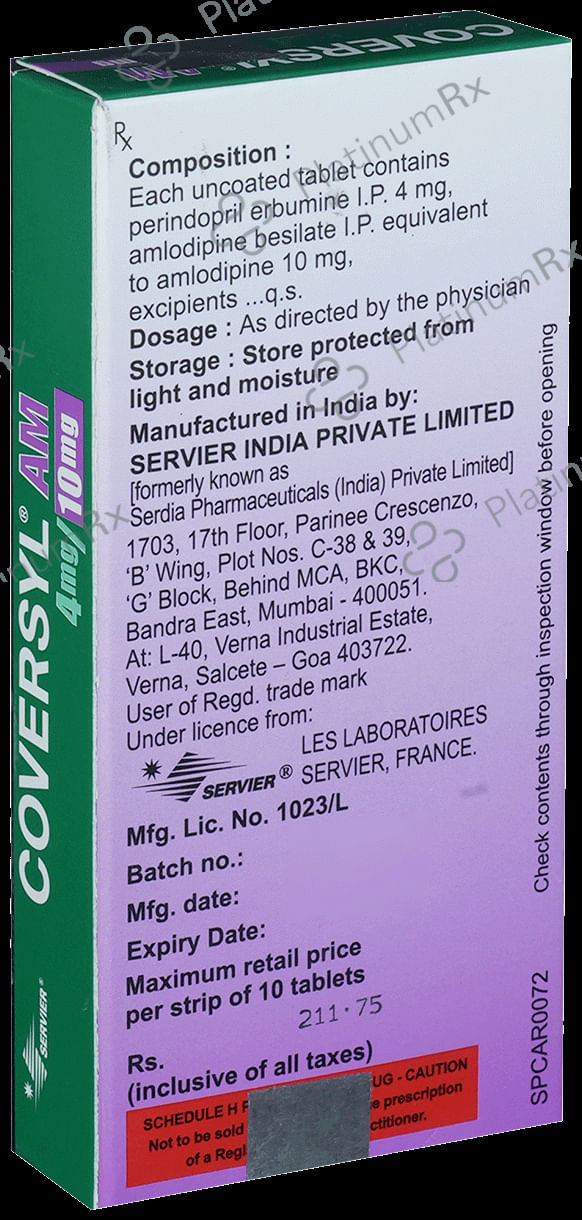 COVERSYL® AM
Rx
Composition :
Each uncoated tablet contains
perindopril erbumine I.P. 4 mg,
amlodipine besilate I.P. equivalent
to amlodipine 10 mg,
excipients ...q.s.
Dosage : As directed by the physician
Storage : Store protected from
light and moisture
Manufactured in India by:
SERVIER INDIA PRIVATE LIMITED
[formerly known as
Serdia Pharmaceuticals (India) Private Limited]
1703, 17th Floor, Parinee Crescenzo,
'B' Wing, Plot Nos. C-38 & 39,
'G' Block, Behind MCA, BKC,
Bandra East, Mumbai - 400051.
At: L-40, Verna Industrial Estate,
Verna, Salcete – Goa 403722.
User of Regd. trade mark
Under licence from:
SERVIER®
LES LABORATOIRES
SERVIER, FRANCE.
Mfg. Lic. No. 1023/L
Batch no.:
Mfg. date:
Expiry Date:
Maximum retail price
per strip of 10 tablets
211·75
Rs.
(inclusive of all taxes)
SCHEDULE H UG - CAUTION
Not to be sold prescription
of a ctitioner.
Check contents through inspection window before opening
SPCAR0072
COVERSYL® AM
4mg/10mg
SERVIER®
PlatinumRx
PlatinumRx
PlatinumRx